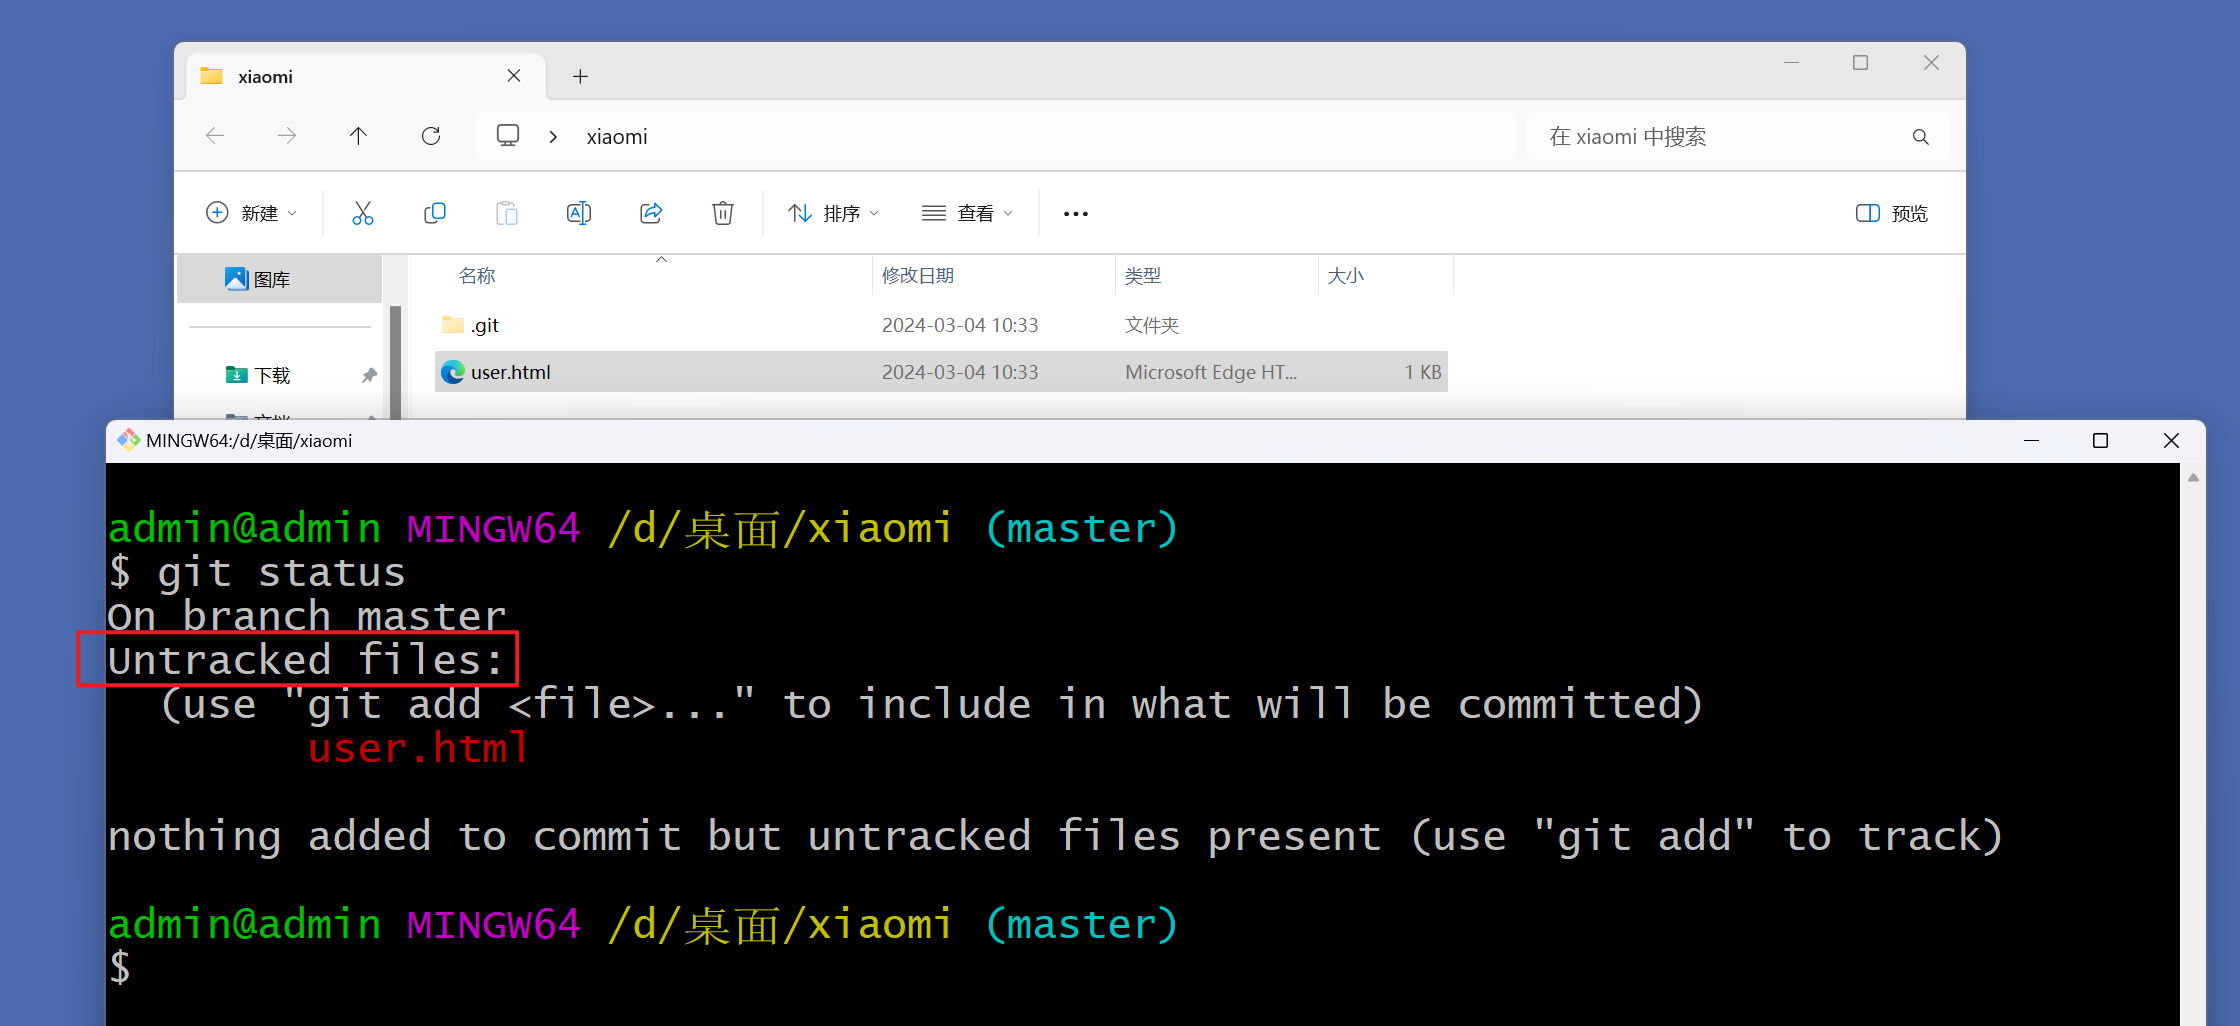 xiaomi
xiaomi
在 xiaomi 中搜索
新建
排序
查看
预览
图库
名称
修改日期
类型
大小
.git
2024-03-04 10:33
文件夹
下载
user.html
2024-03-04 10:33
Microsoft Edge HT...
1 KB
MINGW64:/d/桌面/xiaomi
admin@admin MINGW64 /d/桌面/xiaomi (master)
$ git status
On branch master
Untracked files:
(use "git add <file>..." to include in what will be committed)
user.html
nothing added to commit but untracked files present (use "git add" to track)
admin@admin MINGW64 /d/桌面/xiaomi (master)
$